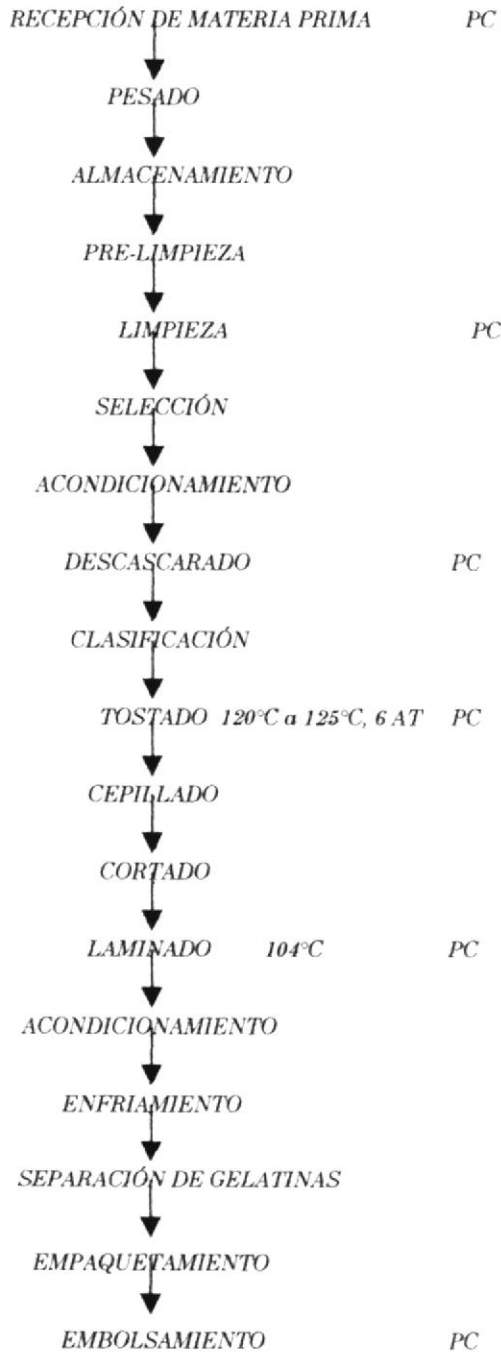 RECEPCIÓN DE MATERIA PRIMA PC
PESADO
ALMACENAMIENTO
PRE-LIMPIEZA
LIMPIEZA PC
SELECCIÓN
ACONDICIONAMIENTO
DESCASCARADO PC
CLASIFICACIÓN
TOSTADO 120°C a 125°C, 6 AT PC
CEPILLADO
CORTADO
LAMINADO 104°C PC
ACONDICIONAMIENTO
ENFRIAMIENTO
SEPARACIÓN DE GELATINAS
EMPAQUETAMIENTO
EMBOLSAMIENTO PC